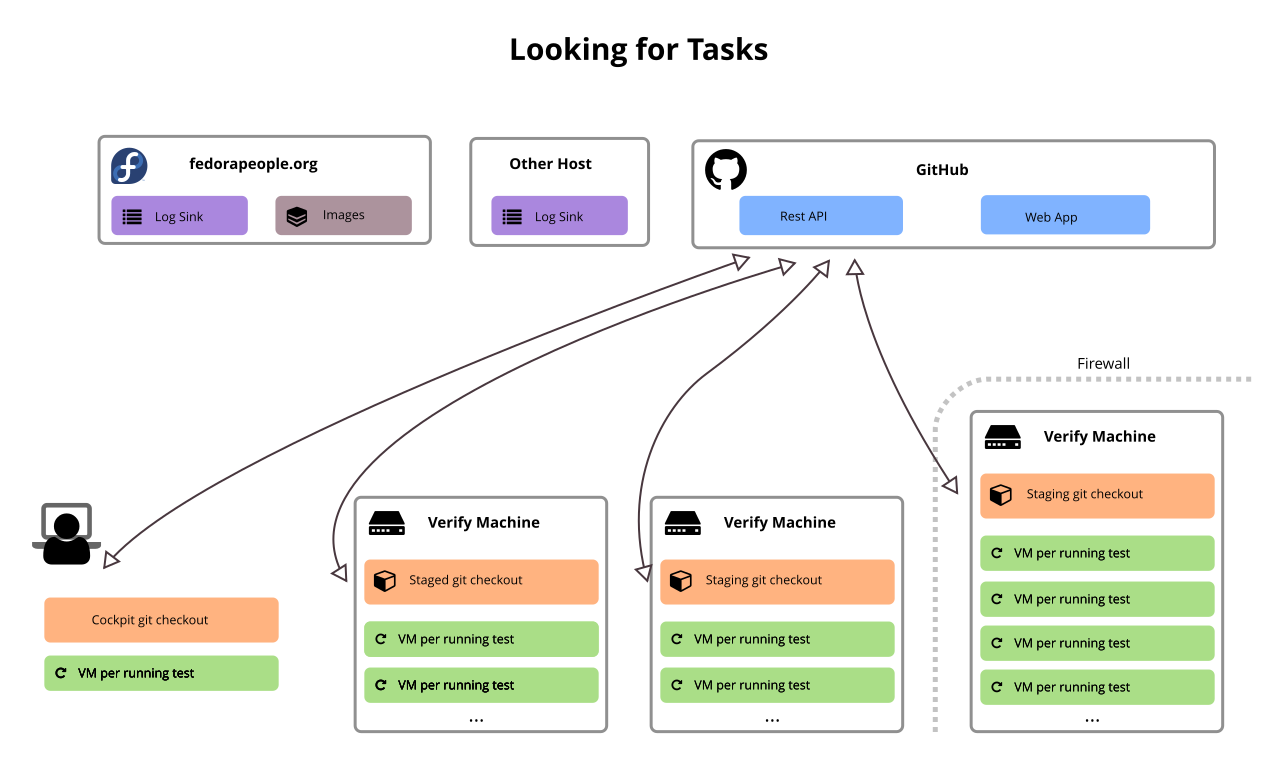 Looking for Tasks
fedorapeople.org
Log Sink
Images
Other Host
Log Sink
GitHub
Rest API
Web App
Firewall
Cockpit git checkout
VM per running test
Verify Machine
Staged git checkout
VM per running test
VM per running test
...
Verify Machine
Staging git checkout
VM per running test
VM per running test
...
Verify Machine
Staging git checkout
VM per running test
VM per running test
VM per running test
VM per running test
...